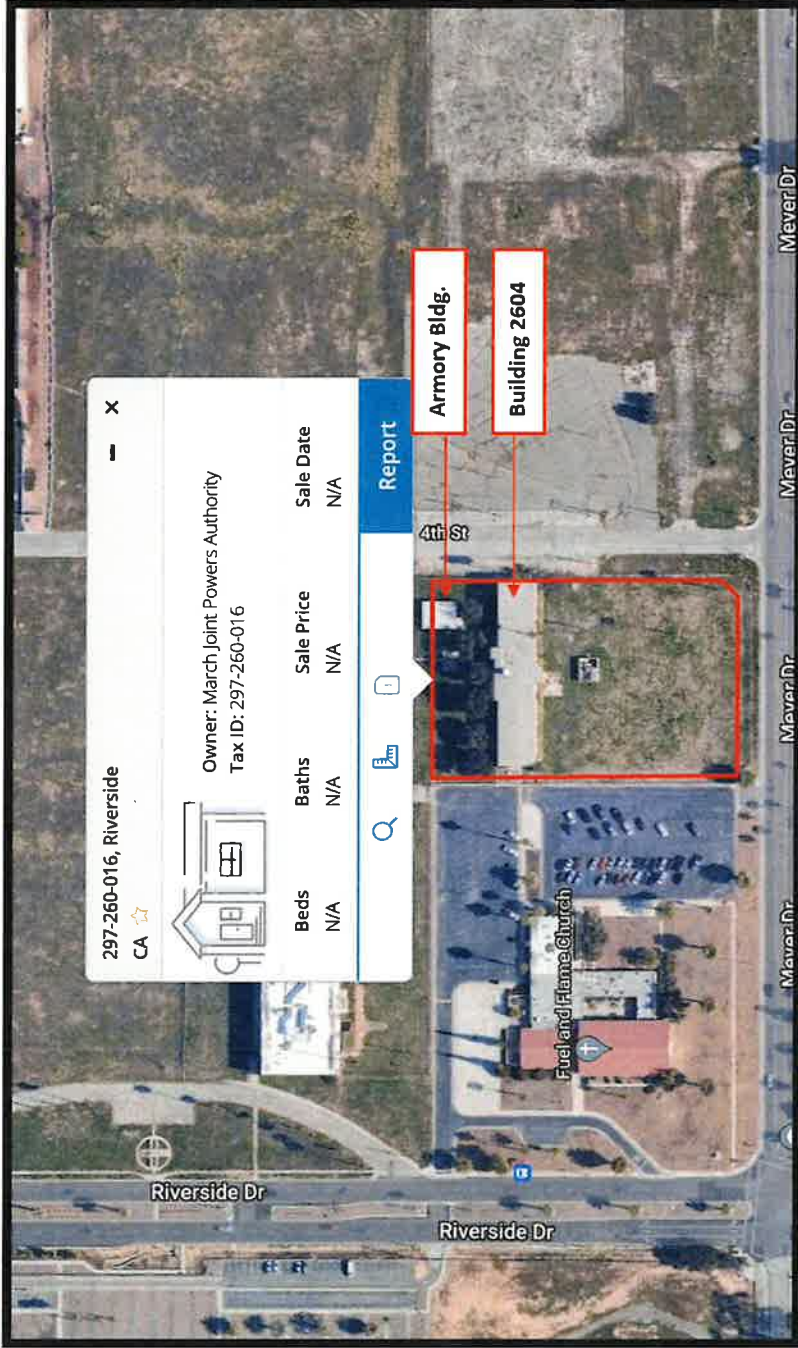 297-260-016, Riverside
CA
Owner: March Joint Powers Authority
Tax ID: 297-260-016
Beds
Baths
Sale Price
Sale Date
N/A
N/A
N/A
N/A
Report
Armory Bldg.
Building 2604
4th St
Fuel and Flame Church
Riverside Dr
Riverside Dr
Meyer Dr
Meyer Dr
Meyer Dr
Meyer Dr